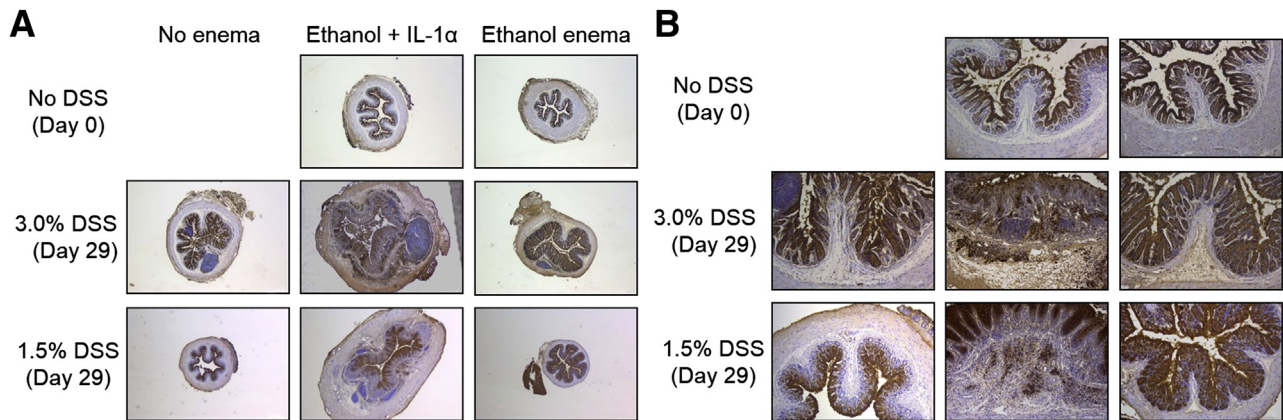 A
No enema
Ethanol + IL-1α
Ethanol enema
No DSS
(Day 0)
3.0% DSS
(Day 29)
1.5% DSS
(Day 29)
B
No DSS
(Day 0)
3.0% DSS
(Day 29)
1.5% DSS
(Day 29)